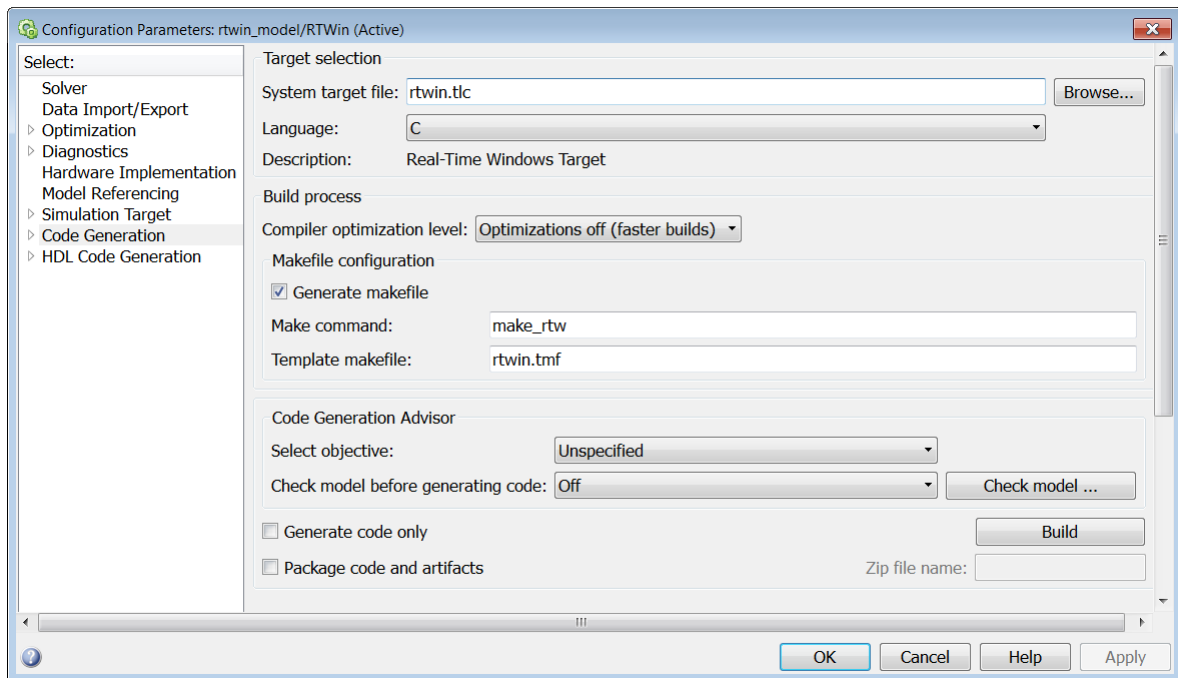 Configuration Parameters: rtwin_model/RTWin (Active)
Select:
Solver
Data Import/Export
Optimization
Diagnostics
Hardware Implementation
Model Referencing
Simulation Target
Code Generation
HDL Code Generation
Target selection
System target file: rtwin.tlc Browse...
Language: C
Description: Real-Time Windows Target
Build process
Compiler optimization level: Optimizations off (faster builds)
Makefile configuration
Generate makefile
Make command: make_rtw
Template makefile: rtwin.tmf
Code Generation Advisor
Select objective: Unspecified
Check model before generating code: Off Check model ...
Generate code only Build
Package code and artifacts Zip file name:
OK Cancel Help Apply